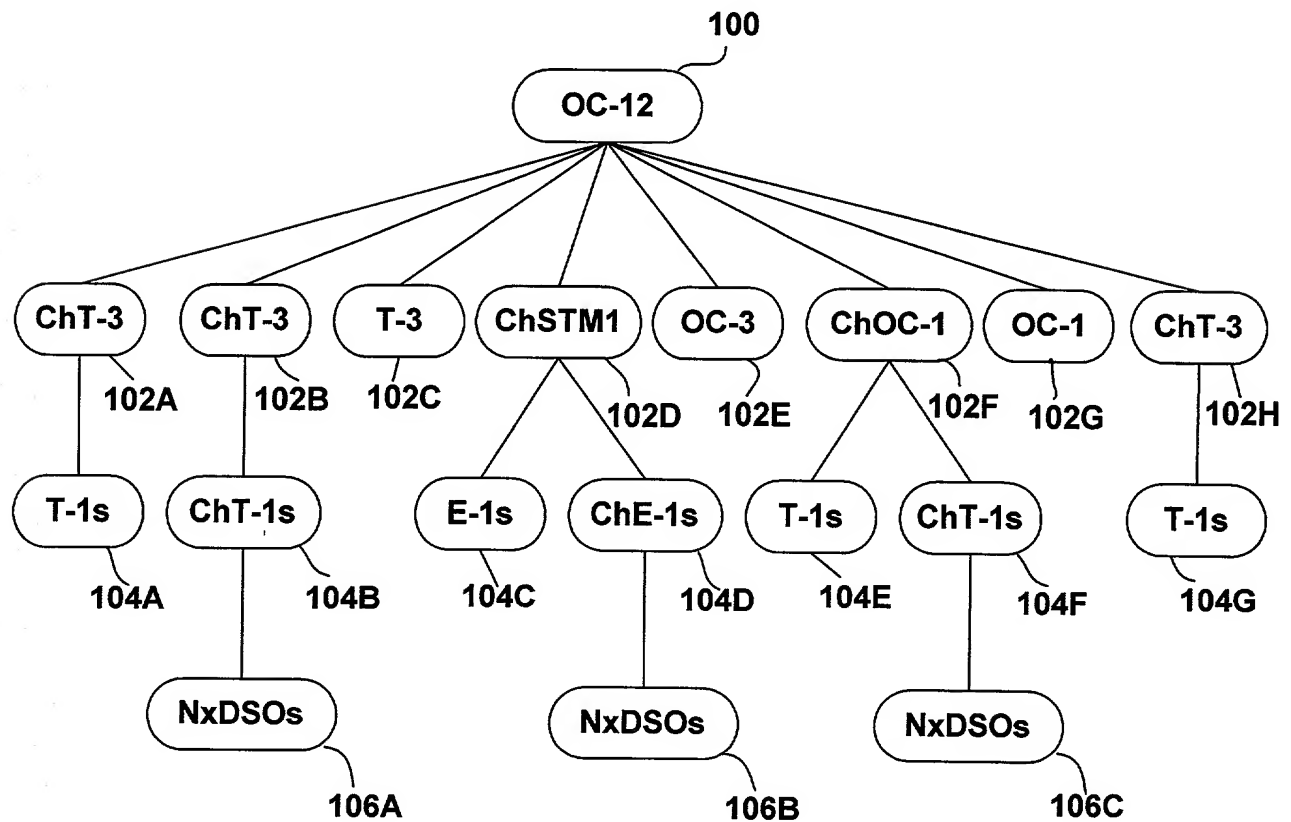 100
OC-12
ChT-3 ChT-3 T-3 ChSTM1 OC-3 ChOC-1 OC-1 ChT-3
102A 102B 102C 102D 102E 102F 102G 102H
T-1s ChT-1s E-1s ChE-1s T-1s ChT-1s T-1s
104A 104B 104C 104D 104E 104F 104G
NxDSOs NxDSOs NxDSOs
106A 106B 106C